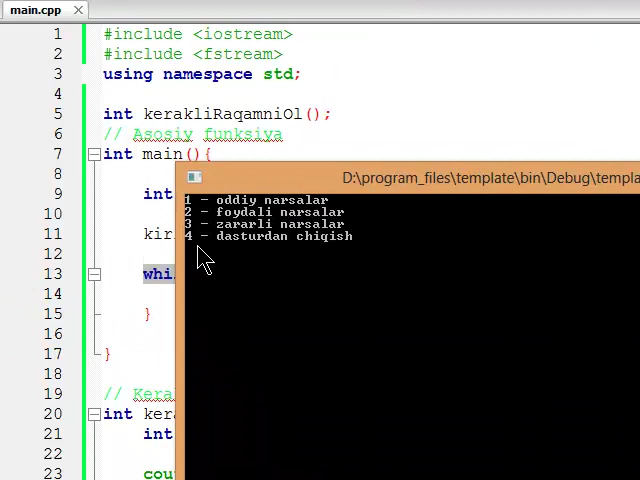 main.cpp
1 #include <iostream>
2 #include <fstream>
3 using namespace std;
4
5 int kerakliRaqamniOl();
6 // Asosiy funksiya
7 int main(){
8
9 int
10
11 kir
12
13 whi
14
15 }
16
17 }
18
19 // Kera
20 int kera
21 int
22
23 cou
D:\program_files\template\bin\Debug\templa
1 - oddiy narsalar
2 - foydali narsalar
3 - zararli narsalar
4 - dasturdan chiqish